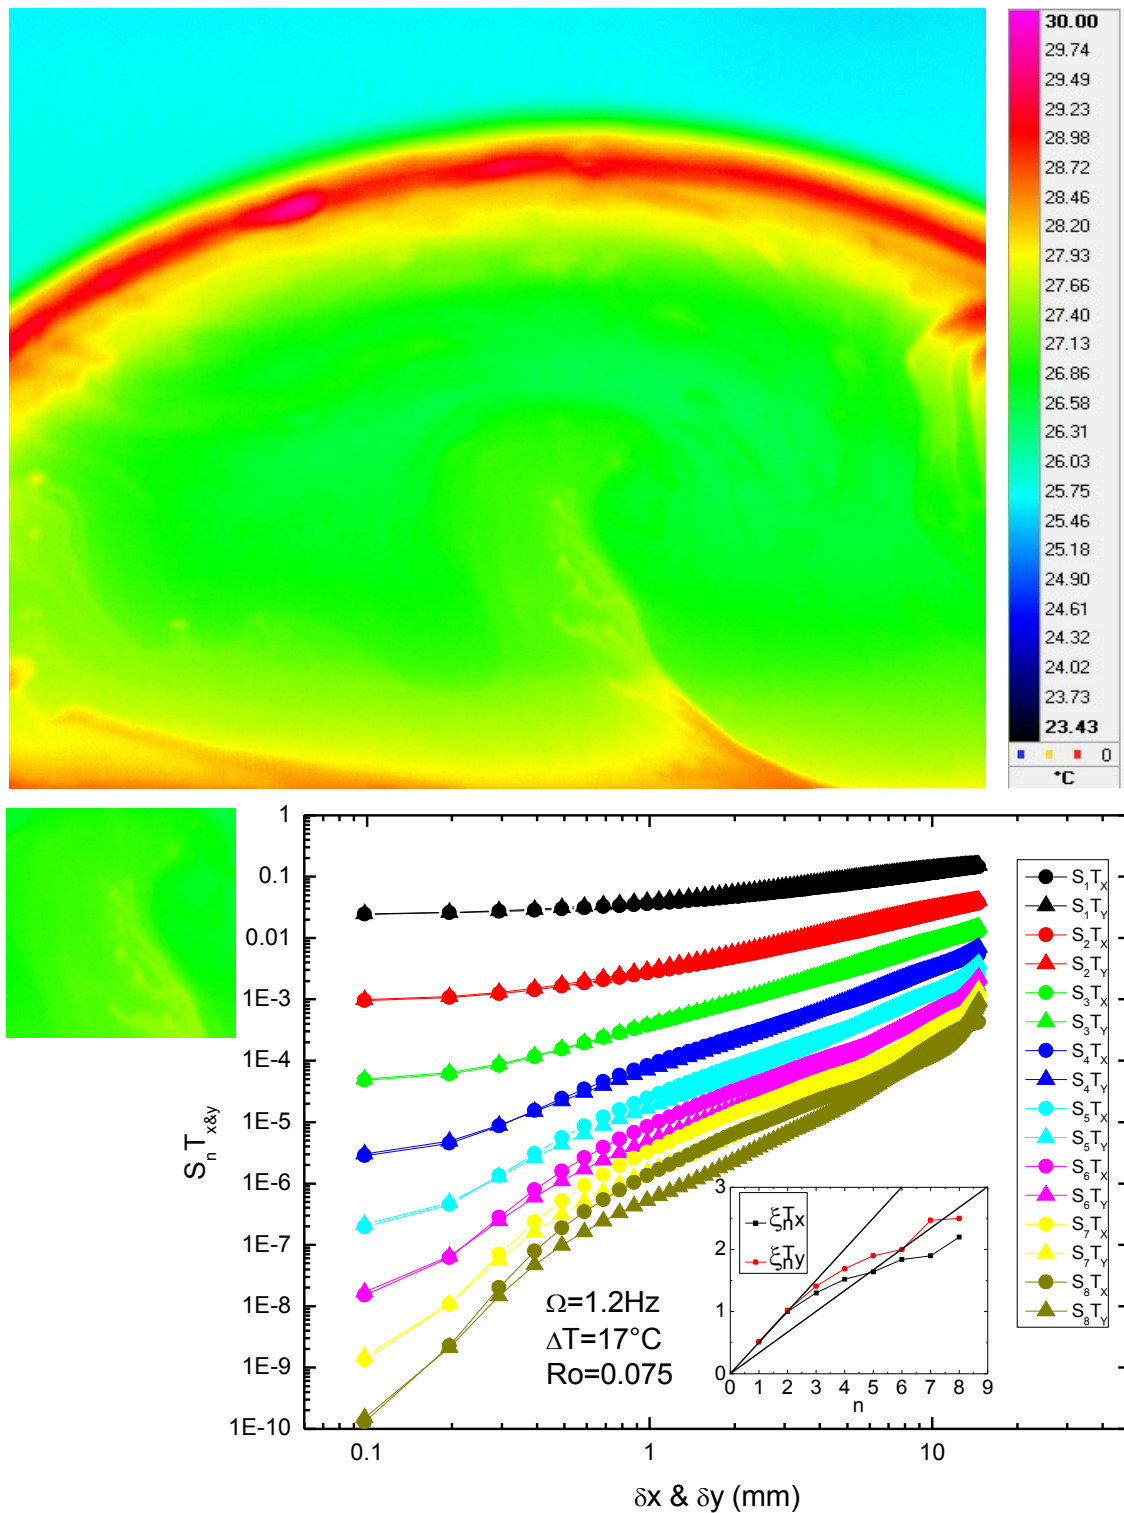 30.00
29.74
29.49
29.23
28.98
28.72
28.46
28.20
27.93
27.66
27.40
27.13
26.86
26.58
26.31
26.03
25.75
25.46
25.18
24.90
24.61
24.32
24.02
23.73
23.43
0
°C
1
0.1
0.01
1E-3
1E-4
1E-5
1E-6
1E-7
1E-8
1E-9
1E-10
SnTx&y
0.1 1 10
δx & δy (mm)
S1TX
S1TY
S2TX
S2TY
S3TX
S3TY
S4TX
S4TY
S5TX
S5TY
S6TX
S6TY
S7TX
S7TY
S8TX
S8TY
Ω=1.2Hz
ΔT=17°C
Ro=0.075
3
2
1
0
ξnTx
ξnTy
0 1 2 3 4 5 6 7 8 9
n